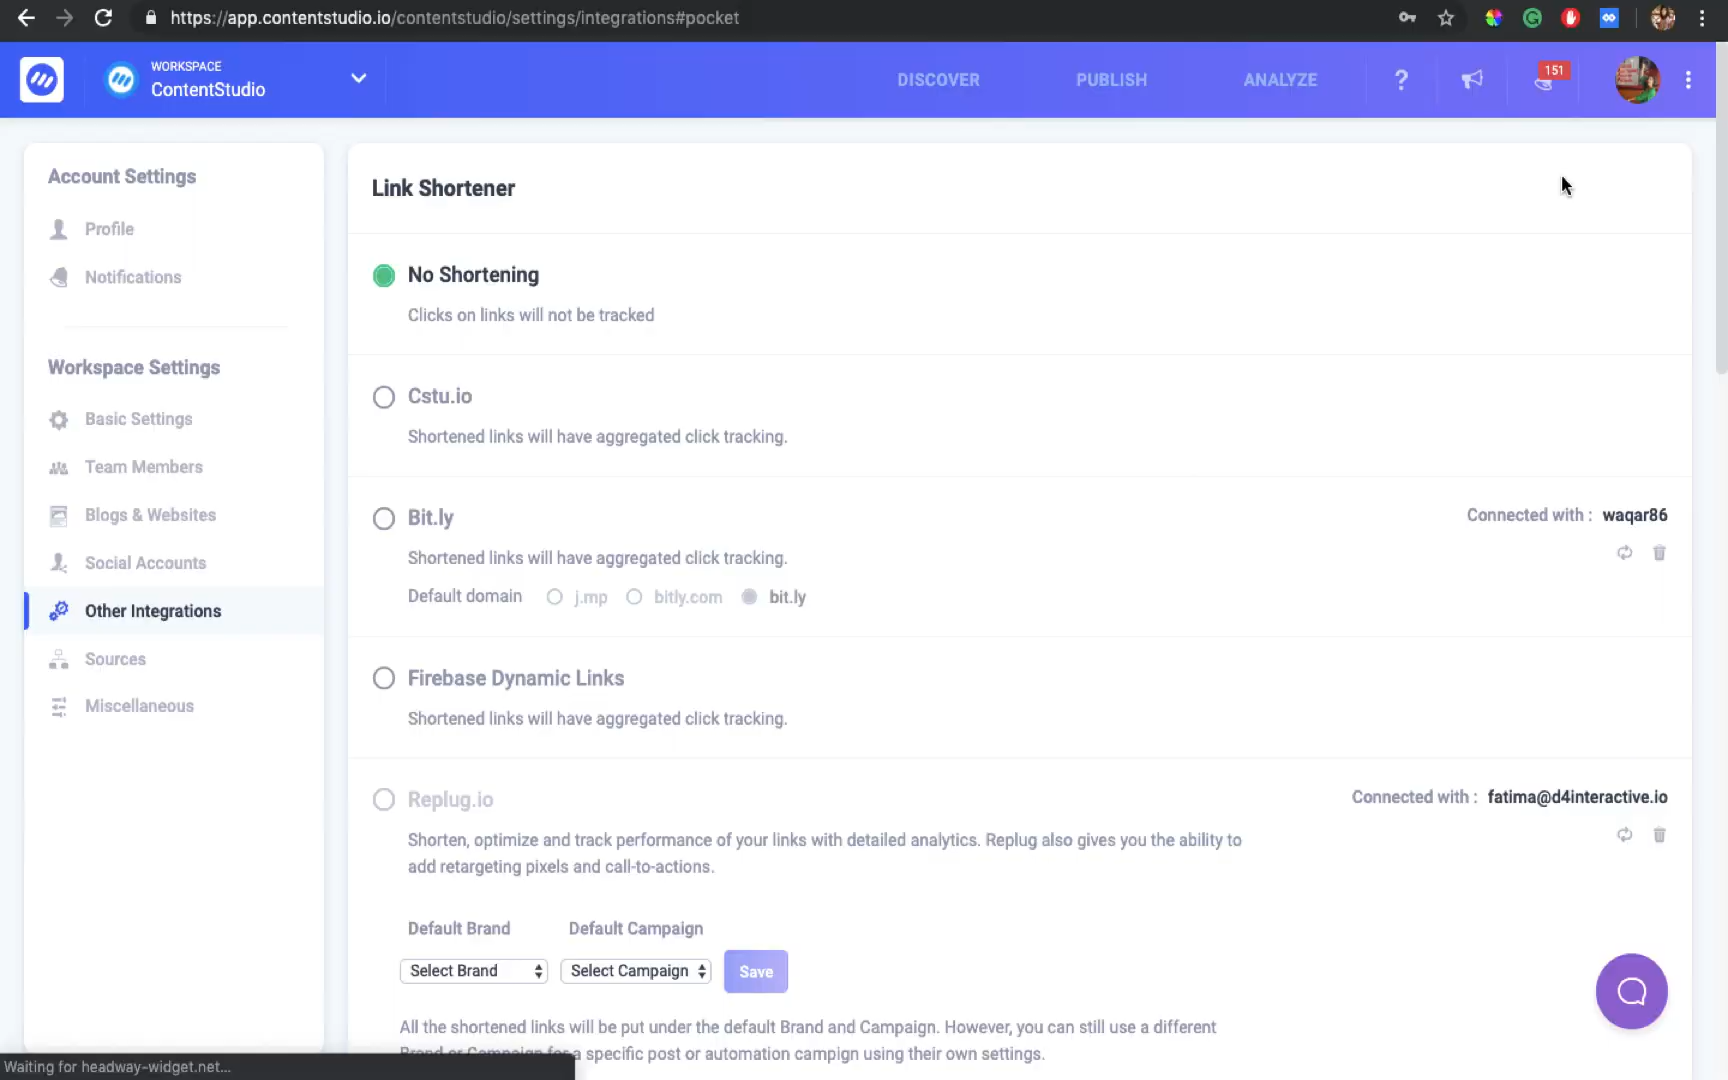 https://app.contentstudio.io/contentstudio/settings/integrations#pocket
WORKSPACE
ContentStudio
DISCOVER
PUBLISH
ANALYZE
?
151
Account Settings
Profile
Notifications
Workspace Settings
Basic Settings
Team Members
Blogs & Websites
Social Accounts
Other Integrations
Sources
Miscellaneous
Link Shortener
No Shortening
Clicks on links will not be tracked
Cstu.io
Shortened links will have aggregated click tracking.
Bit.ly
Connected with : waqar86
Shortened links will have aggregated click tracking.
Default domain j.mp bitly.com bit.ly
Firebase Dynamic Links
Shortened links will have aggregated click tracking.
Replug.io
Connected with : fatima@d4interactive.io
Shorten, optimize and track performance of your links with detailed analytics. Replug also gives you the ability to
add retargeting pixels and call-to-actions.
Default Brand Default Campaign
Select Brand Select Campaign Save
All the shortened links will be put under the default Brand and Campaign. However, you can still use a different
Brand or Campaign for a specific post or automation campign using their own settings.
Waiting for headway-widget.net...